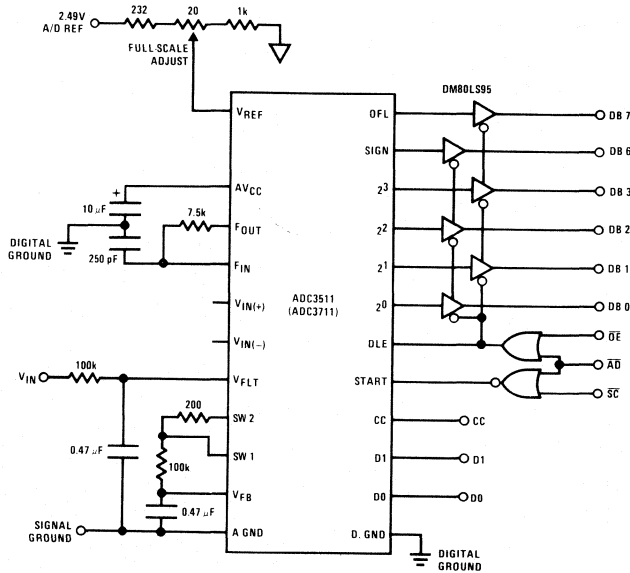 2.49V
A/D REF
232
20
1k
FULL-SCALE
ADJUST
VREF
AVCC
+
10 μF
7.5k
FOUT
DIGITAL
GROUND
250 pF
FIN
VIN(+)
VIN(−)
VIN
100k
VFLT
200
SW 2
0.47 μF
SW 1
100k
VFB
0.47 μF
SIGNAL
GROUND
A GND
ADC3511
(ADC3711)
DM80LS95
OFL
DB 7
SIGN
DB 6
2³
DB 3
2²
DB 2
2¹
DB 1
2⁰
DB 0
DLE
O̅E̅
A̅D̅
START
S̅C̅
CC
CC
D1
D1
D0
D0
D. GND
DIGITAL
GROUND